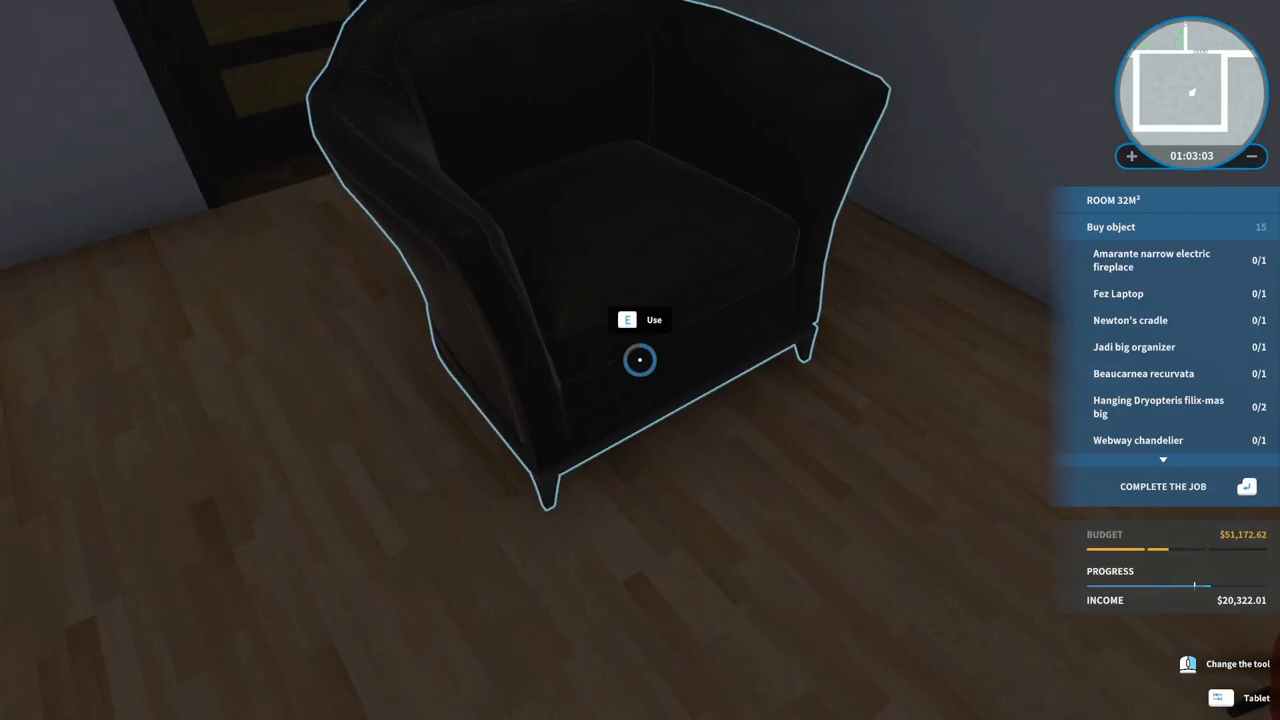 01:03:03
ROOM 32M²
Buy object 15
Amarante narrow electric
fireplace 0/1
Fez Laptop 0/1
Newton's cradle 0/1
Jadi big organizer 0/1
Beaucarnea recurvata 0/1
Hanging Dryopteris filix-mas
big 0/2
Webway chandelier 0/1
E Use
COMPLETE THE JOB
BUDGET $51,172.62
PROGRESS
INCOME $20,322.01
Change the tool
Tablet